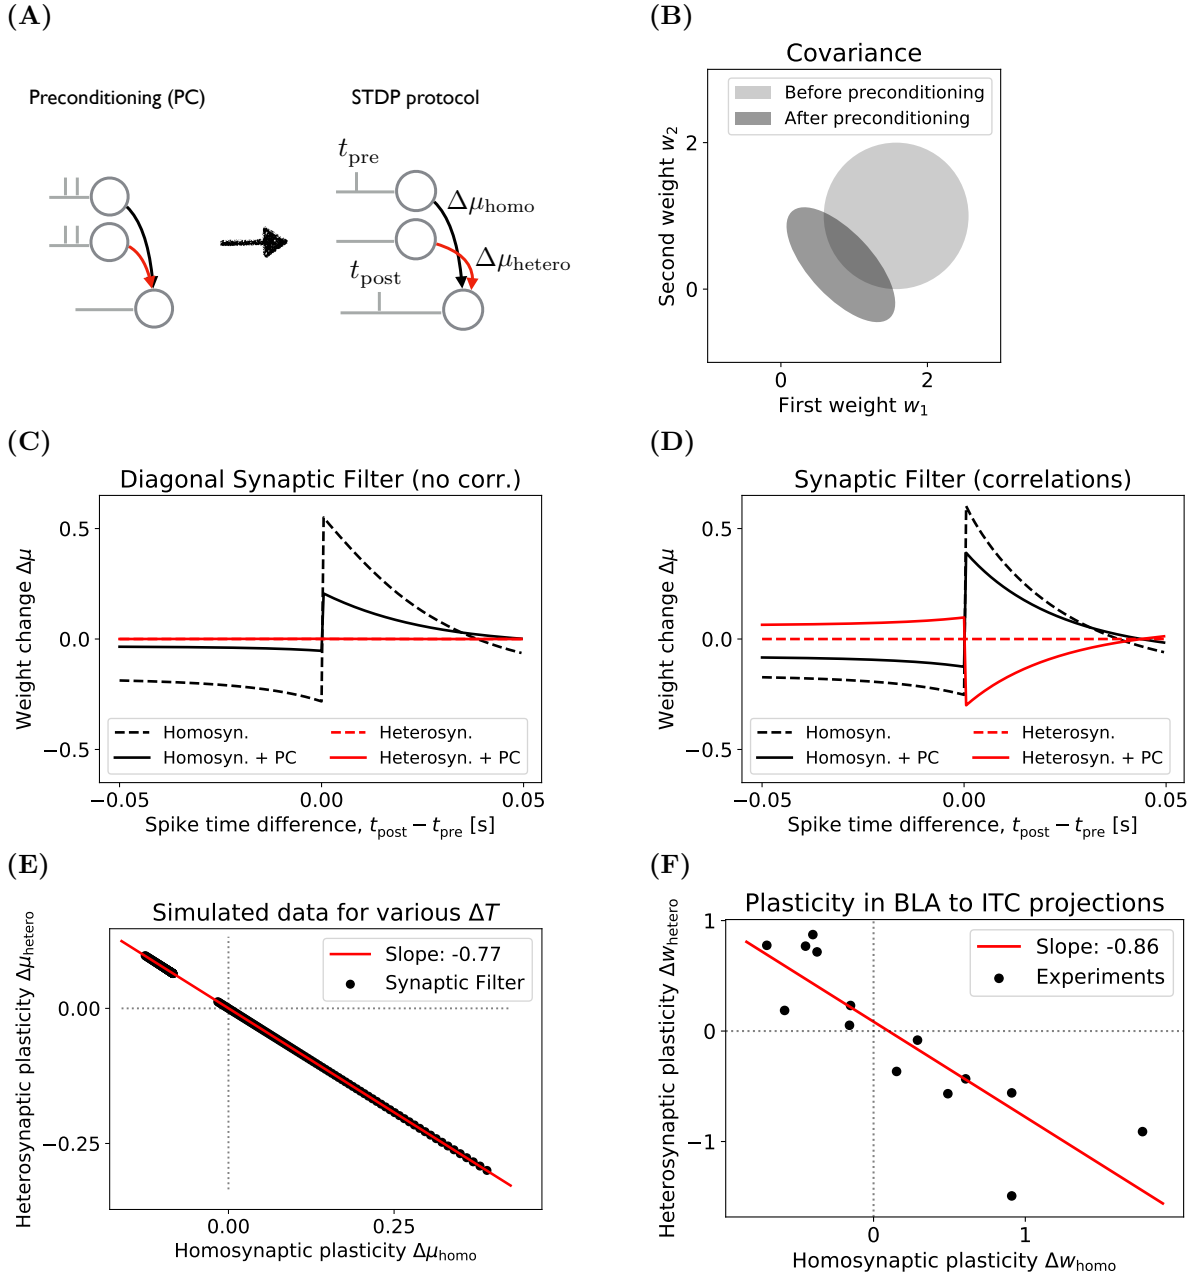 (A)
Preconditioning (PC)
STDP protocol
t_pre
Δμ_homo
Δμ_hetero
t_post
(B)
Covariance
Before preconditioning
After preconditioning
Second weight w_2
2
0
0
2
First weight w_1
(C)
Diagonal Synaptic Filter (no corr.)
Weight change Δμ
0.5
0.0
−0.5
Homosyn.
Heterosyn.
Homosyn. + PC
Heterosyn. + PC
−0.05
0.00
0.05
Spike time difference, t_post − t_pre [s]
(D)
Synaptic Filter (correlations)
Weight change Δμ
0.5
0.0
−0.5
Homosyn.
Heterosyn.
Homosyn. + PC
Heterosyn. + PC
−0.05
0.00
0.05
Spike time difference, t_post − t_pre [s]
(E)
Simulated data for various ΔT
Heterosynaptic plasticity Δμ_hetero
Slope: -0.77
Synaptic Filter
0.00
−0.25
0.00
0.25
Homosynaptic plasticity Δμ_homo
(F)
Plasticity in BLA to ITC projections
Heterosynaptic plasticity Δw_hetero
Slope: -0.86
Experiments
1
0
−1
0
1
Homosynaptic plasticity Δw_homo